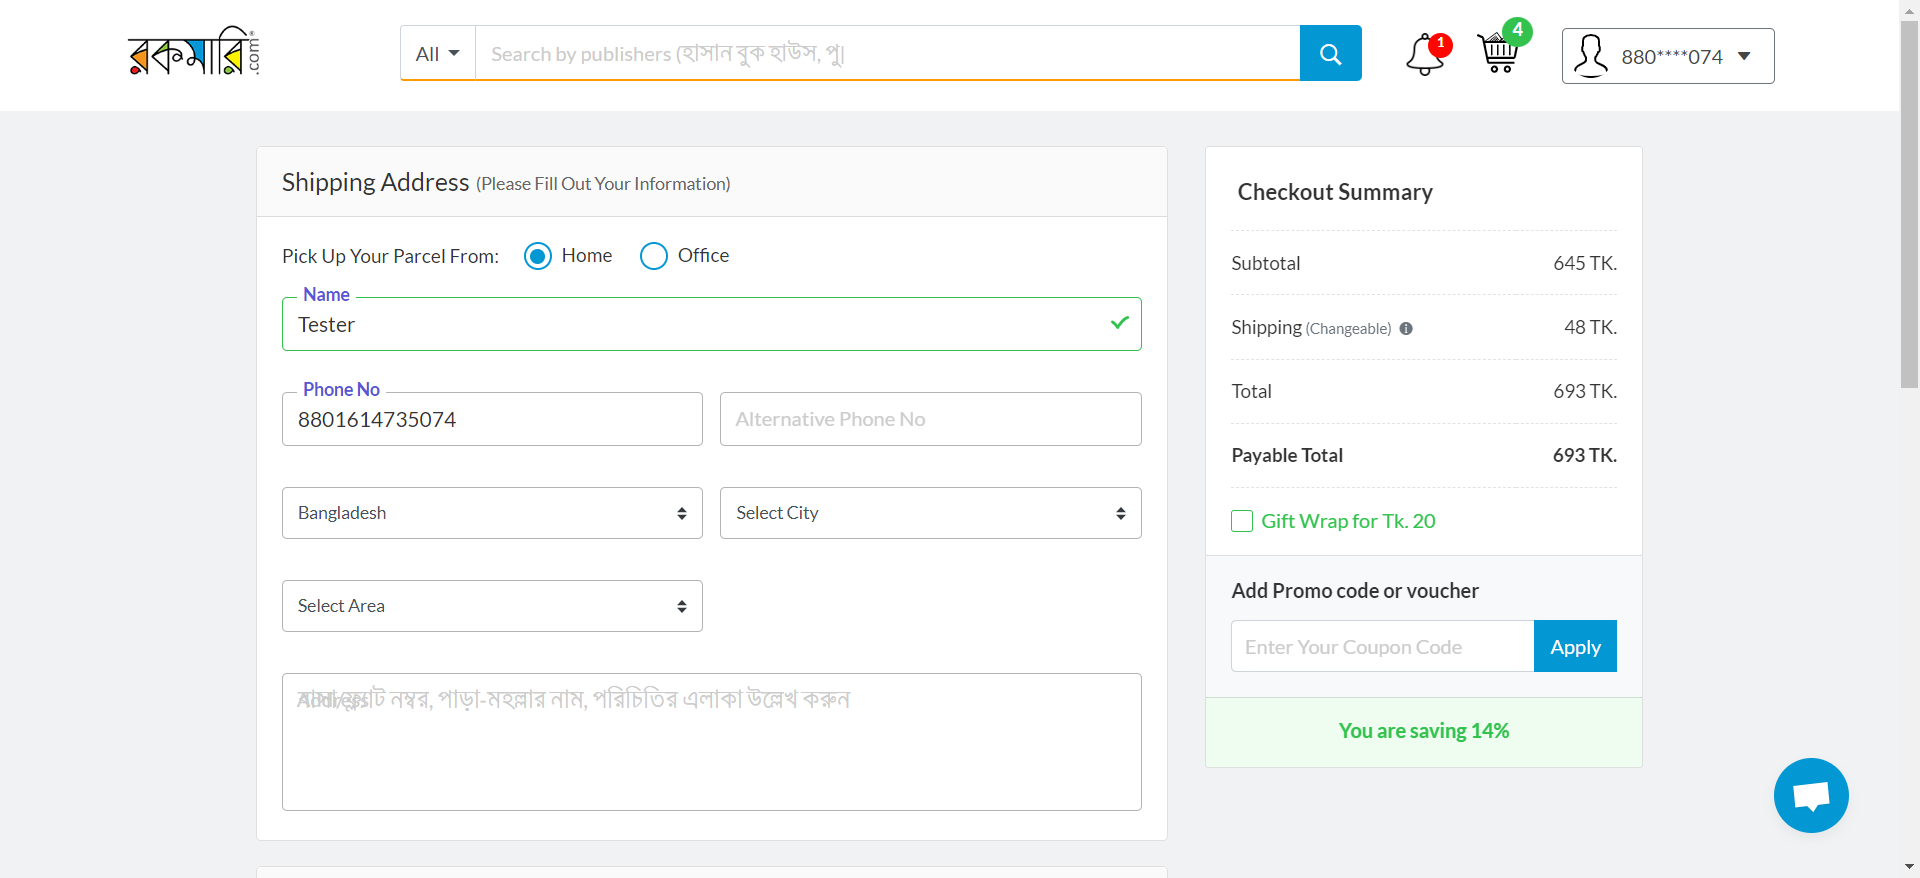 রকমারি.com
All
Search by publishers (হাসান বুক হাউস, পু|
1
4
880****074
Shipping Address (Please Fill Out Your Information)
Pick Up Your Parcel From: Home Office
Name
Tester
Phone No
8801614735074
Alternative Phone No
Bangladesh
Select City
Select Area
নম্বর, পাড়া-মহল্লার নাম, পরিচিতির এলাকা উল্লেখ করুন
Checkout Summary
Subtotal 645 TK.
Shipping (Changeable) 48 TK.
Total 693 TK.
Payable Total 693 TK.
Gift Wrap for Tk. 20
Add Promo code or voucher
Enter Your Coupon Code
Apply
You are saving 14%